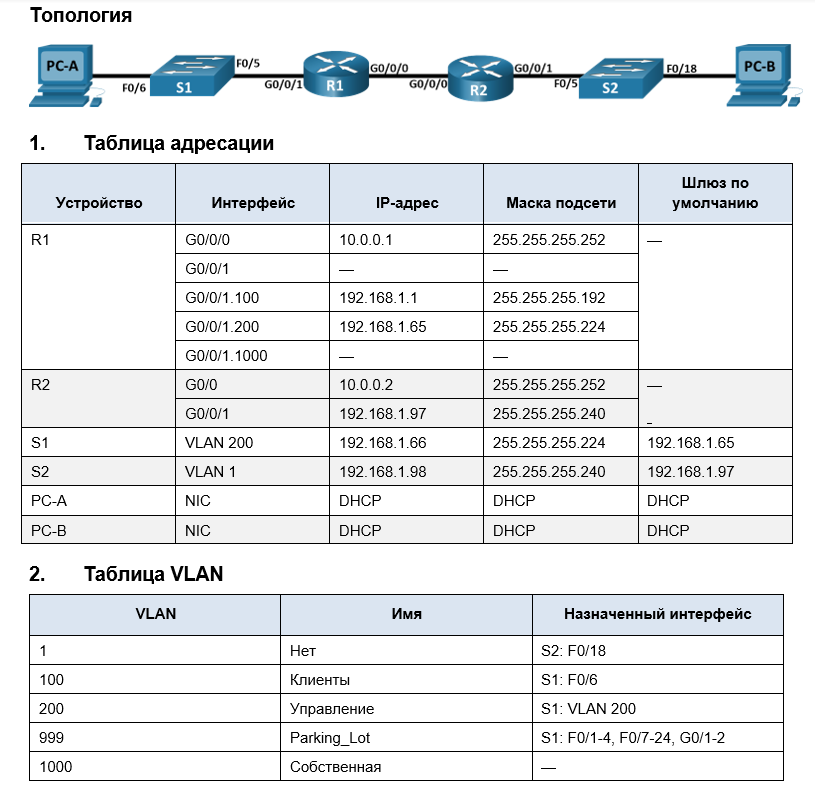 Топология
PC-A
F0/6
S1
F0/5
G0/0/1
R1
G0/0/0
G0/0/0
R2
G0/0/1
F0/5
S2
F0/18
PC-B
1. Таблица адресации
Устройство Интерфейс IP-адрес Маска подсети Шлюз по
умолчанию
R1 G0/0/0 10.0.0.1 255.255.255.252 —
G0/0/1 — —
G0/0/1.100 192.168.1.1 255.255.255.192
G0/0/1.200 192.168.1.65 255.255.255.224
G0/0/1.1000 — —
R2 G0/0 10.0.0.2 255.255.255.252 —
G0/0/1 192.168.1.97 255.255.255.240 _
S1 VLAN 200 192.168.1.66 255.255.255.224 192.168.1.65
S2 VLAN 1 192.168.1.98 255.255.255.240 192.168.1.97
PC-A NIC DHCP DHCP DHCP
PC-B NIC DHCP DHCP DHCP
2. Таблица VLAN
VLAN Имя Назначенный интерфейс
1 Нет S2: F0/18
100 Клиенты S1: F0/6
200 Управление S1: VLAN 200
999 Parking_Lot S1: F0/1-4, F0/7-24, G0/1-2
1000 Собственная —